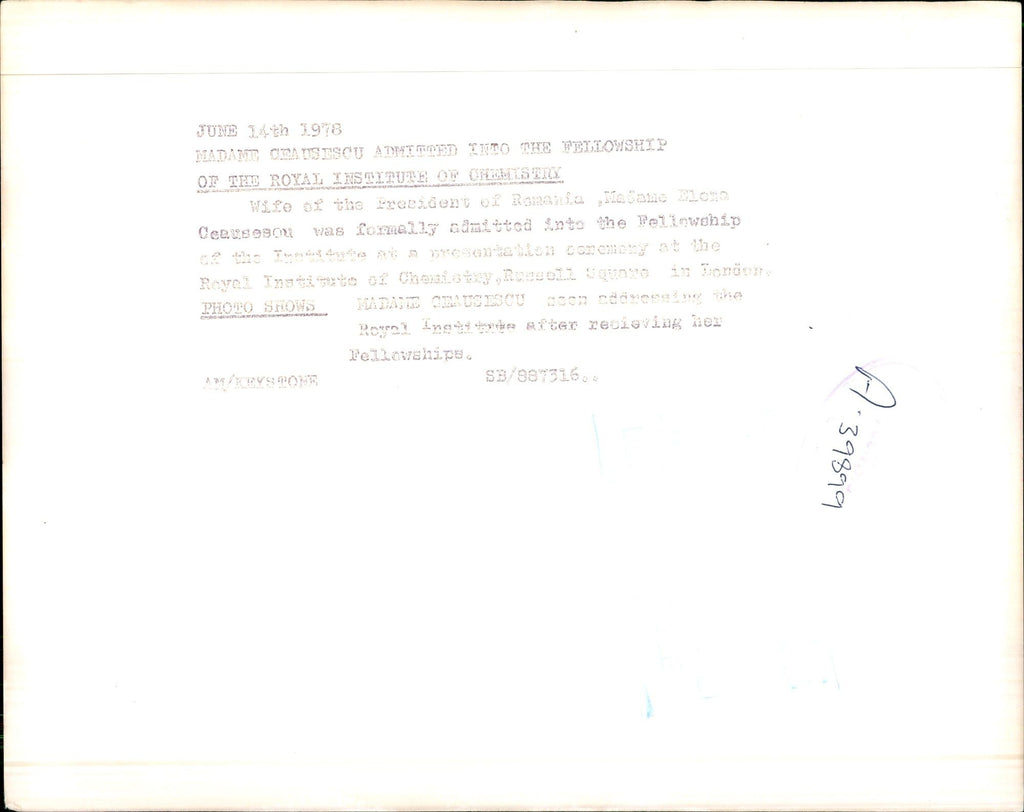 JUNE 14th 1978
MADAME CEAUSESCU ADMITTED INTO THE FELLOWSHIP
OF THE ROYAL INSTITUTE OF CHEMISTRY
Wife of the President of Romania ,Madame Elena
Ceausescu was formally admitted into the Fellowship
of the Institute at a presentation ceremony at the
Royal Institute of Chemistry,Russell Square in London.
PHOTO SHOWS MADAME CEAUSESCU seen addressing the
Royal Institute after recieving her
Fellowships.
AM/KEYSTONE SB/887316..
A.39899